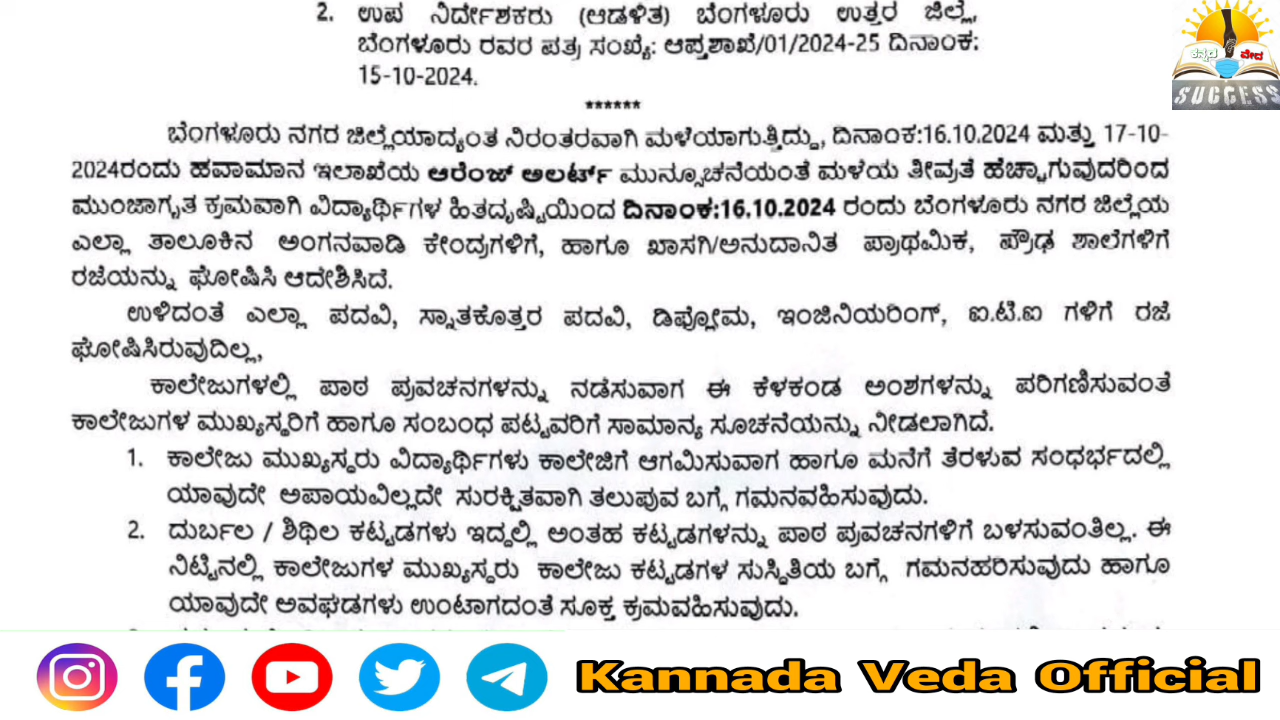 2. ಉಪ ನಿರ್ದೇಶಕರು (ಆಡಳಿತ) ಬೆಂಗಳೂರು ಉತ್ತರ ಜಿಲ್ಲೆ,
ಬೆಂಗಳೂರು ರವರ ಪತ್ರ ಸಂಖ್ಯೆ: ಆಪ್ತಶಾಖೆ/01/2024-25 ದಿನಾಂಕ:
15-10-2024.
******
ಬೆಂಗಳೂರು ನಗರ ಜಿಲ್ಲೆಯಾದ್ಯಂತ ನಿರಂತರವಾಗಿ ಮಳೆಯಾಗುತ್ತಿದ್ದು, ದಿನಾಂಕ:16.10.2024 ಮತ್ತು 17-10-
2024ರಂದು ಹವಾಮಾನ ಇಲಾಖೆಯ ಆರೆಂಜ್ ಅಲರ್ಟ್ ಮುನ್ಸೂಚನೆಯಂತೆ ಮಳೆಯ ತೀವ್ರತೆ ಹೆಚ್ಚಾಗುವುದರಿಂದ
ಮುಂಜಾಗೃತ ಕ್ರಮವಾಗಿ ವಿದ್ಯಾರ್ಥಿಗಳ ಹಿತದೃಷ್ಟಿಯಿಂದ ದಿನಾಂಕ:16.10.2024 ರಂದು ಬೆಂಗಳೂರು ನಗರ ಜಿಲ್ಲೆಯ
ಎಲ್ಲಾ ತಾಲೂಕಿನ ಅಂಗನವಾಡಿ ಕೇಂದ್ರಗಳಿಗೆ, ಹಾಗೂ ಖಾಸಗಿ/ಅನುದಾನಿತ ಪ್ರಾಥಮಿಕ, ಪ್ರೌಢ ಶಾಲೆಗಳಿಗೆ
ರಜೆಯನ್ನು ಘೋಷಿಸಿ ಆದೇಶಿಸಿದೆ.
ಉಳಿದಂತೆ ಎಲ್ಲಾ ಪದವಿ, ಸ್ನಾತಕೊತ್ತರ ಪದವಿ, ಡಿಪ್ಲೋಮ, ಇಂಜಿನಿಯರಿಂಗ್, ಐ.ಟಿ.ಐ ಗಳಿಗೆ ರಜೆ
ಘೋಷಿಸಿರುವುದಿಲ್ಲ,
ಕಾಲೇಜುಗಳಲ್ಲಿ ಪಾಠ ಪ್ರವಚನಗಳನ್ನು ನಡೆಸುವಾಗ ಈ ಕೆಳಕಂಡ ಅಂಶಗಳನ್ನು ಪರಿಗಣಿಸುವಂತೆ
ಕಾಲೇಜುಗಳ ಮುಖ್ಯಸ್ಥರಿಗೆ ಹಾಗೂ ಸಂಬಂಧ ಪಟ್ಟವರಿಗೆ ಸಾಮಾನ್ಯ ಸೂಚನೆಯನ್ನು ನೀಡಲಾಗಿದೆ.
1. ಕಾಲೇಜು ಮುಖ್ಯಸ್ಥರು ವಿದ್ಯಾರ್ಥಿಗಳು ಕಾಲೇಜಿಗೆ ಆಗಮಿಸುವಾಗ ಹಾಗೂ ಮನೆಗೆ ತೆರಳುವ ಸಂಧರ್ಭದಲ್ಲಿ
ಯಾವುದೇ ಅಪಾಯವಿಲ್ಲದೇ ಸುರಕ್ಷಿತವಾಗಿ ತಲುಪುವ ಬಗ್ಗೆ ಗಮನವಹಿಸುವುದು.
2. ದುರ್ಬಲ / ಶಿಥಿಲ ಕಟ್ಟಡಗಳು ಇದ್ದಲ್ಲಿ ಅಂತಹ ಕಟ್ಟಡಗಳನ್ನು ಪಾಠ ಪ್ರವಚನಗಳಿಗೆ ಬಳಸುವಂತಿಲ್ಲ. ಈ
ನಿಟ್ಟಿನಲ್ಲಿ ಕಾಲೇಜುಗಳ ಮುಖ್ಯಸ್ಥರು ಕಾಲೇಜು ಕಟ್ಟಡಗಳ ಸುಸ್ಥಿತಿಯ ಬಗ್ಗೆ ಗಮನಹರಿಸುವುದು ಹಾಗೂ
ಯಾವುದೇ ಅವಘಡಗಳು ಉಂಟಾಗದಂತೆ ಸೂಕ್ತ ಕ್ರಮವಹಿಸುವುದು.
ಕನ್ನಡ ವೇದ
SUCCESS
Kannada Veda Official